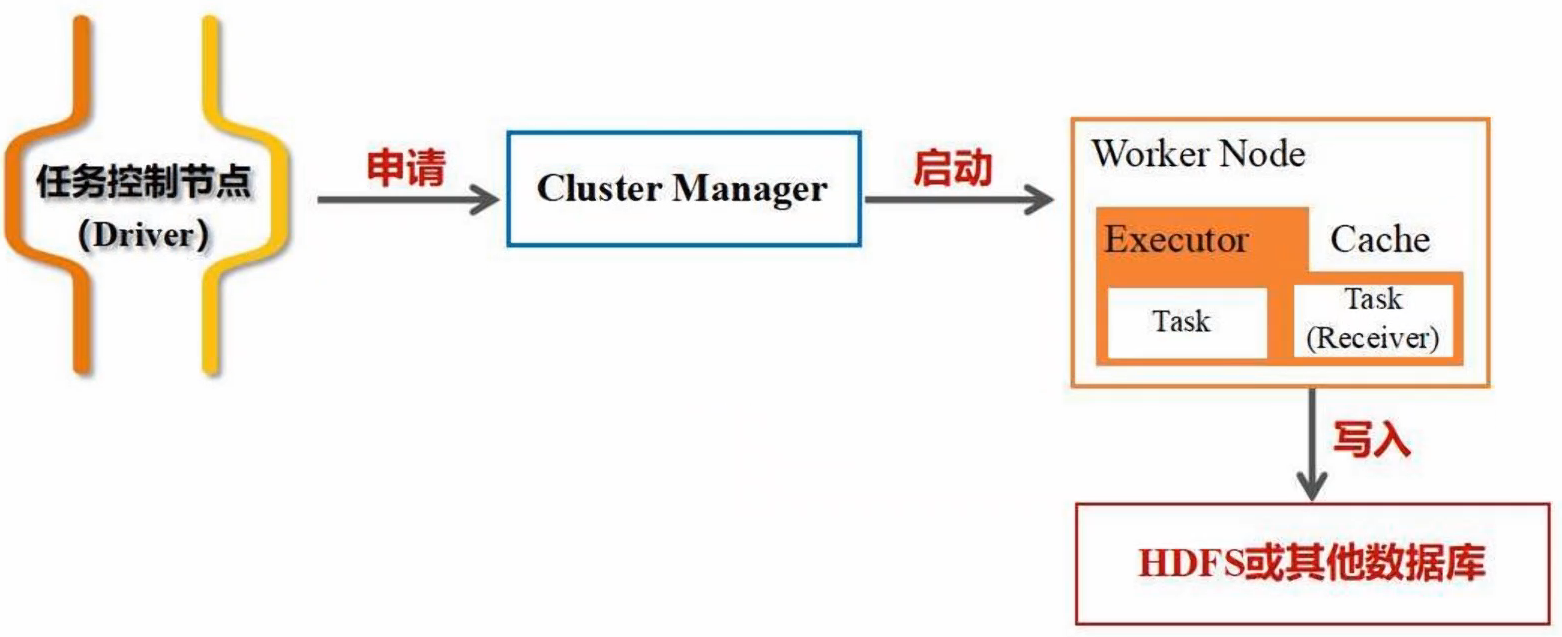 任务控制节点
（Driver）
申请
Cluster Manager
启动
Worker Node
Executor
Cache
Task
Task
(Receiver)
写入
HDFS或其他数据库